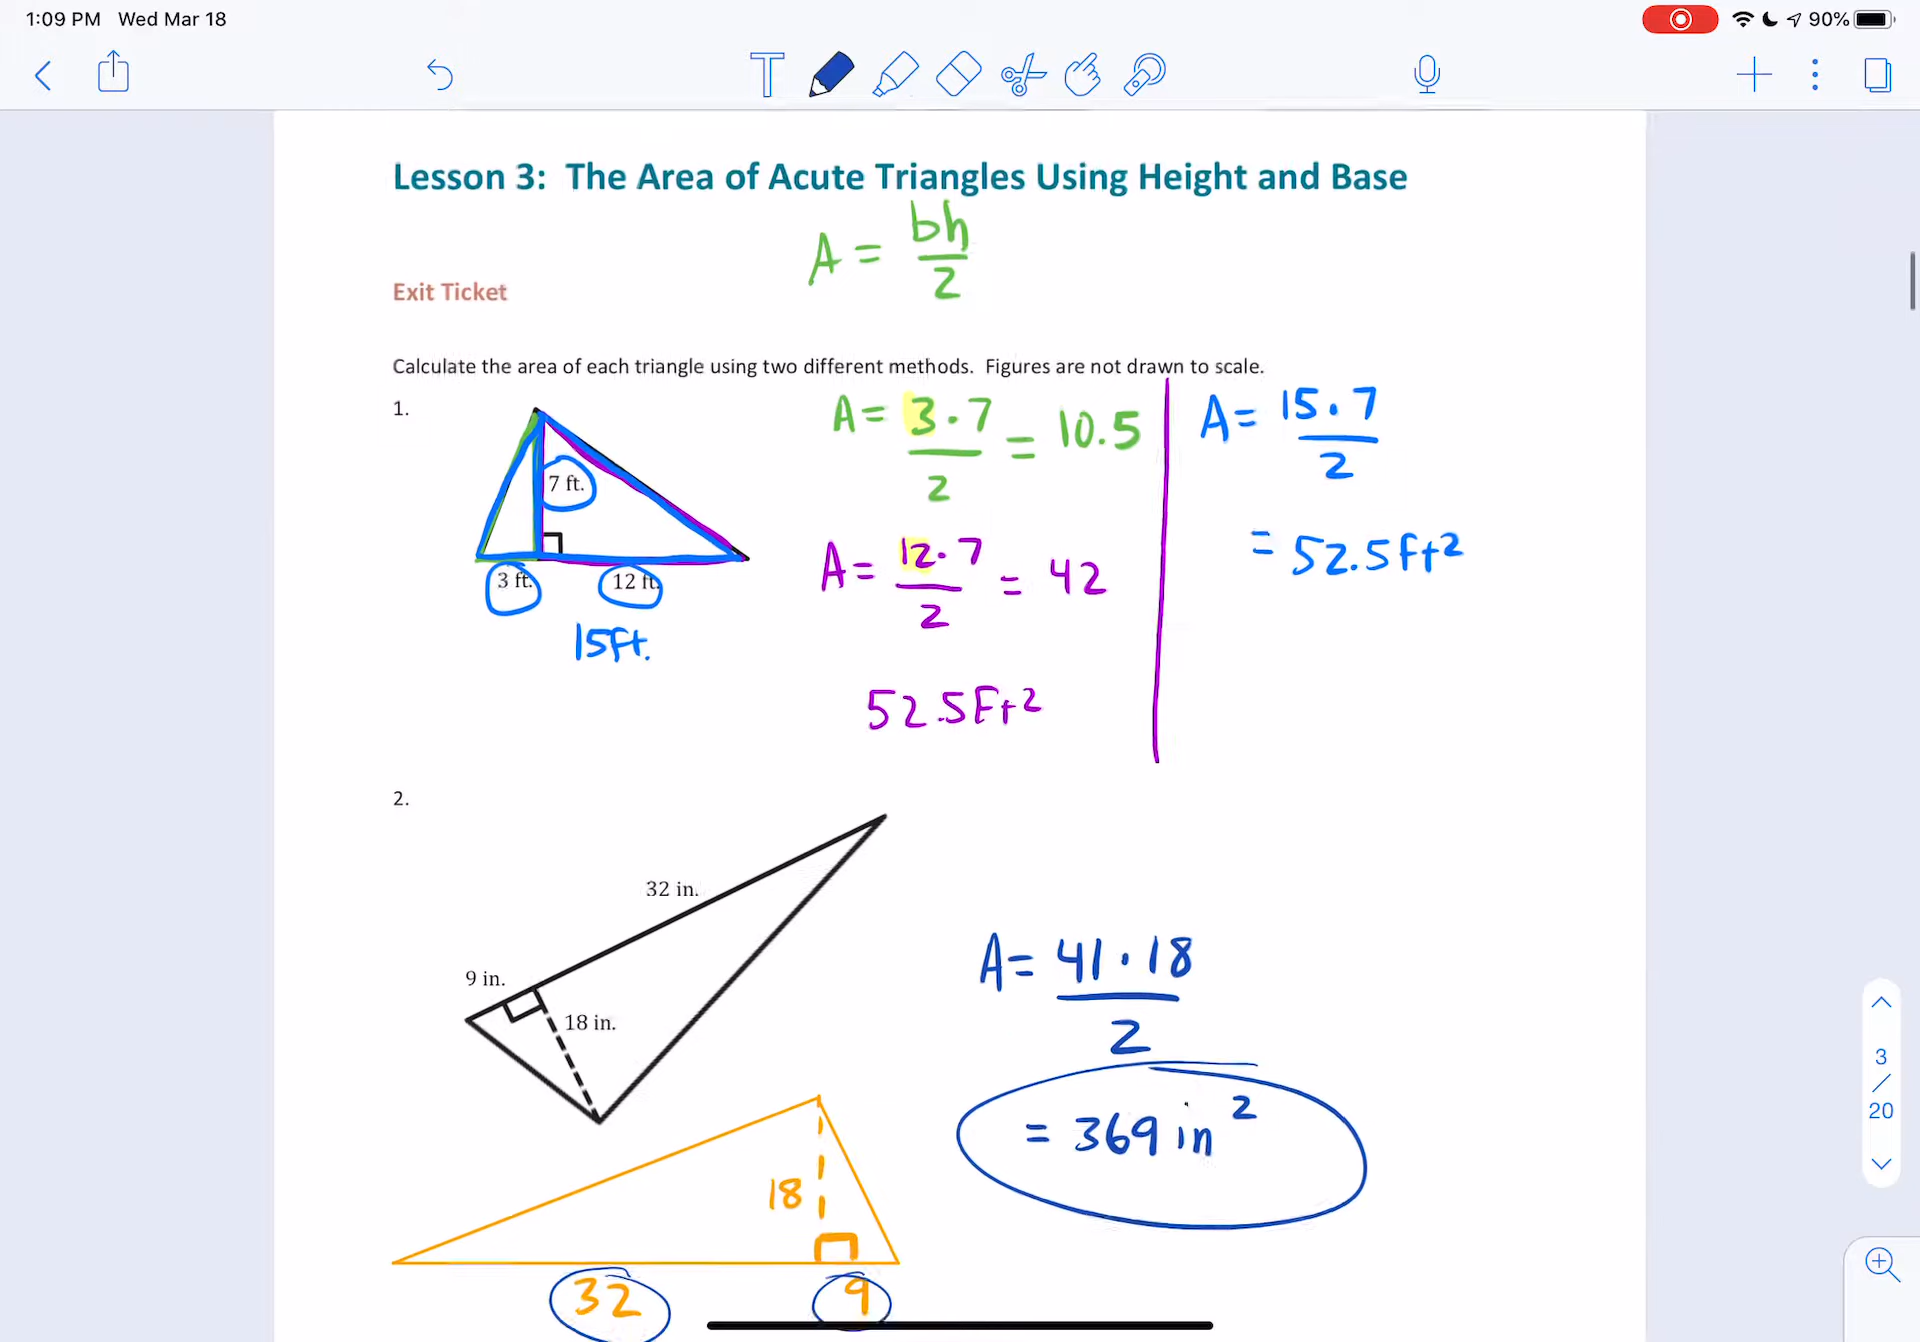 1:09 PM Wed Mar 18
90%
T
Lesson 3: The Area of Acute Triangles Using Height and Base
A = bh/2
Exit Ticket
Calculate the area of each triangle using two different methods. Figures are not drawn to scale.
1.
7 ft.
3 ft.
12 ft.
15ft.
A = 3·7/2 = 10.5
A = 12·7/2 = 42
52.5Ft²
A = 15·7/2
= 52.5ft²
2.
32 in.
9 in.
18 in.
A = 41·18/2
= 369 in²
18
32
9
3
/
20